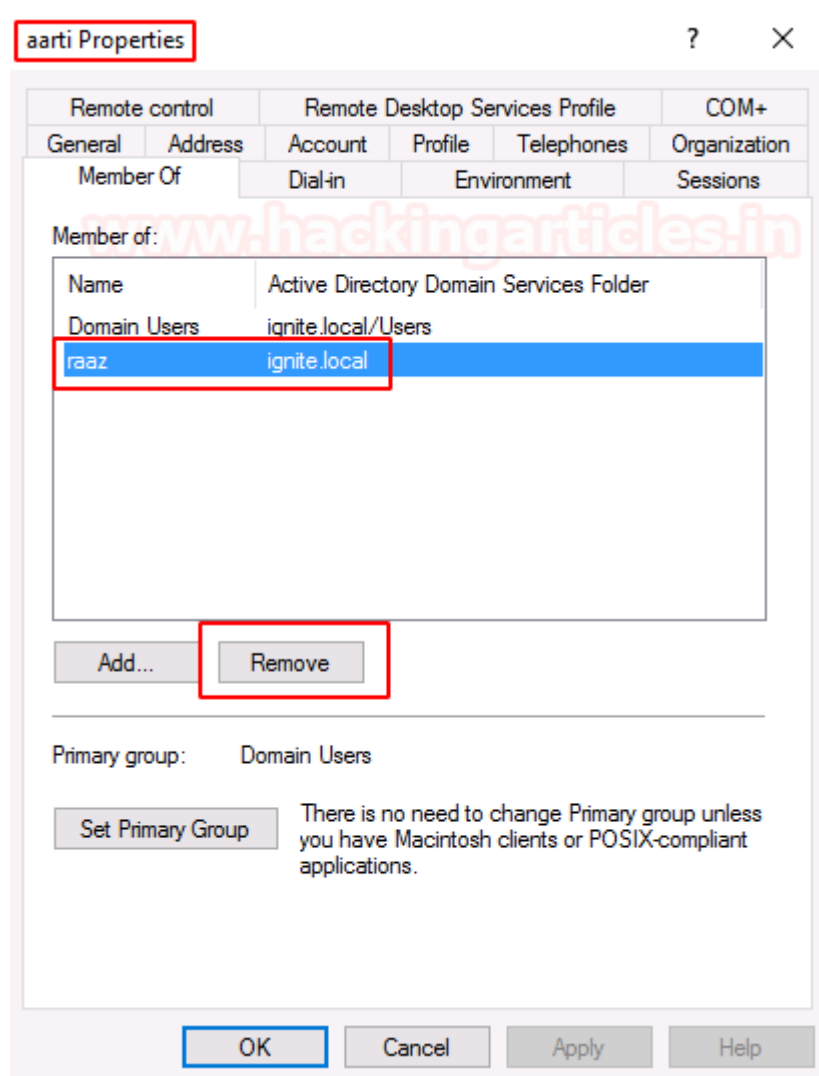 aarti Properties ? ×
Remote control Remote Desktop Services Profile COM+
General Address Account Profile Telephones Organization
Member Of Dial-in Environment Sessions
www.hackingarticles.in
Member of:
Name Active Directory Domain Services Folder
Domain Users ignite.local/Users
raaz ignite.local
Add... Remove
Primary group: Domain Users
Set Primary Group
There is no need to change Primary group unless
you have Macintosh clients or POSIX-compliant
applications.
OK Cancel Apply Help